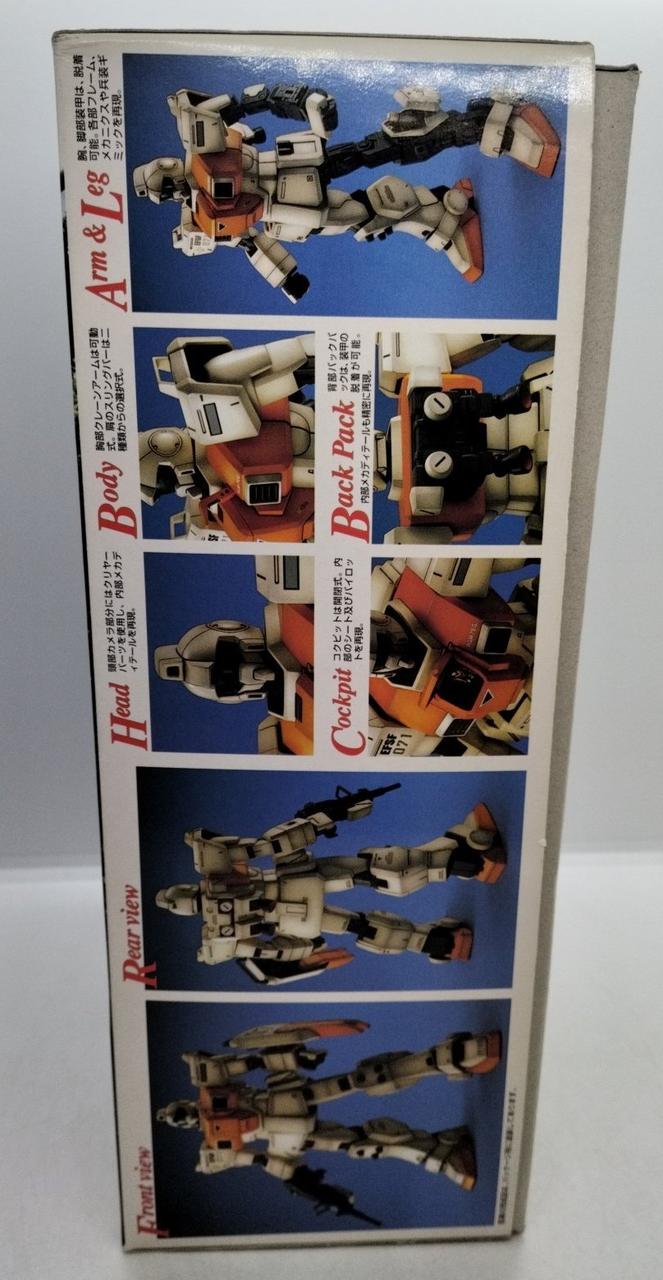 Front view
Rear view
Head
頭部カメラ部分にはクリヤー
パーツを使用し、内部メカデ
ィテールを再現。
Cockpit
コクピットは開閉式。内
部のシート及びパイロッ
トを再現。
EFSF
071
Body
胸部クレーンアームは可動
式。肩のスリングバーは二
種類からの選択式。
Back Pack
背部バックパ
ックは、装甲の
脱着が可能。
内部メカディテールも精密に再現。
Arm & Leg
腕、脚部装甲は、脱着
可能。各部フレーム、
メカニクスや兵装ギ
ミックを再現。